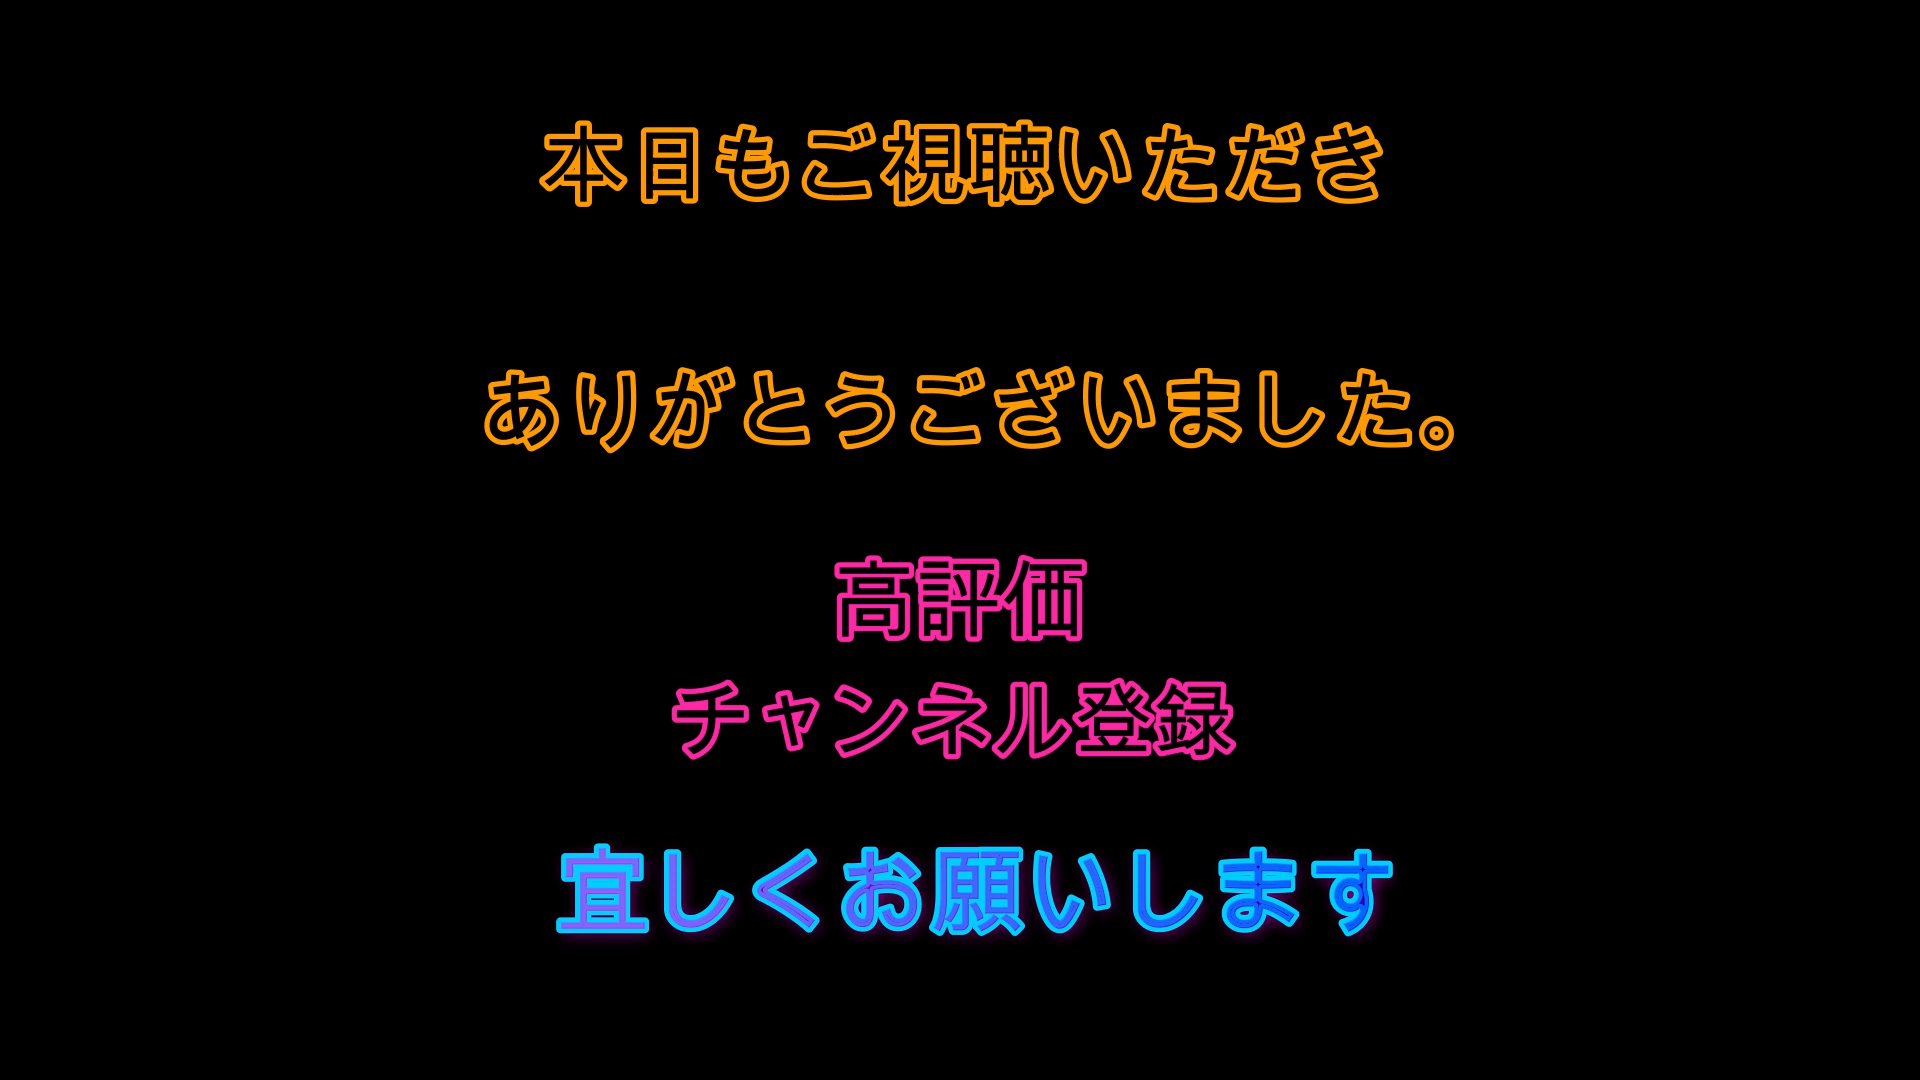 本日もご視聴いただき
ありがとうございました。
高評価
チャンネル登録
宜しくお願いします